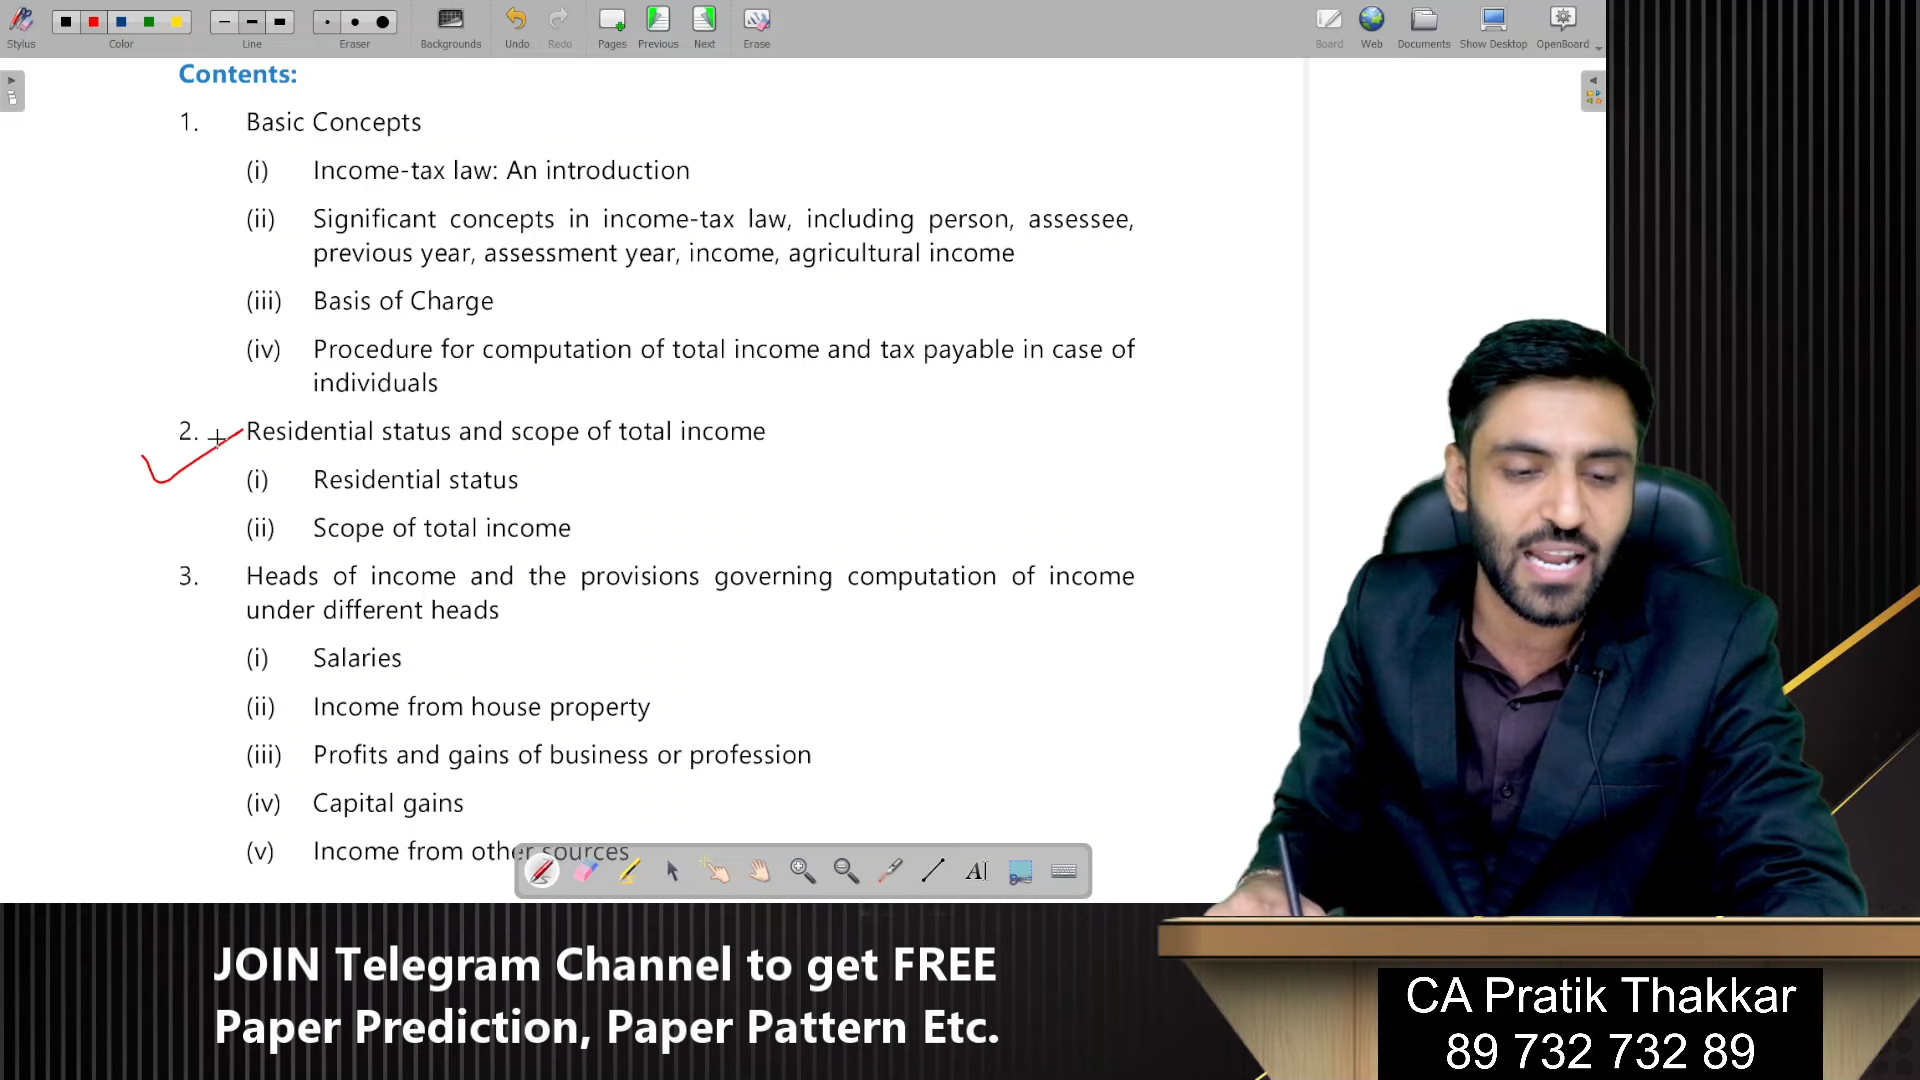 Stylus
Color
Line
Eraser
Backgrounds
Undo
Redo
Pages
Previous
Next
Erase
Board
Web
Documents
Show Desktop
OpenBoard
Contents:
1. Basic Concepts
(i) Income-tax law: An introduction
(ii) Significant concepts in income-tax law, including person, assessee,
previous year, assessment year, income, agricultural income
(iii) Basis of Charge
(iv) Procedure for computation of total income and tax payable in case of
individuals
2. Residential status and scope of total income
(i) Residential status
(ii) Scope of total income
3. Heads of income and the provisions governing computation of income
under different heads
(i) Salaries
(ii) Income from house property
(iii) Profits and gains of business or profession
(iv) Capital gains
(v) Income from other sources
JOIN Telegram Channel to get FREE
Paper Prediction, Paper Pattern Etc.
CA Pratik Thakkar
89 732 732 89